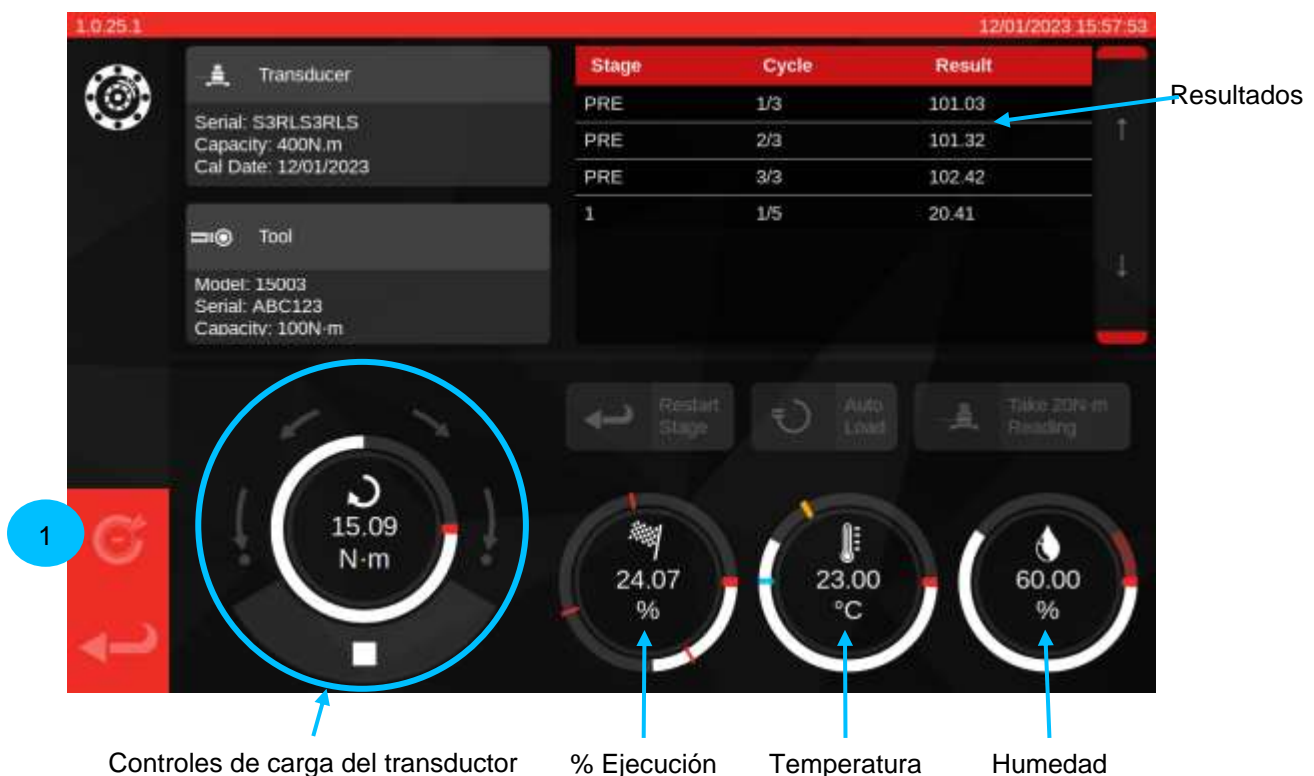 1.0.25.1
12/01/2023 15:57:53
Transducer
Serial: S3RLS3RLS
Capacity: 400N.m
Cal Date: 12/01/2023
Tool
Model: 15003
Serial: ABC123
Capacity: 100N·m
Stage Cycle Result
PRE 1/3 101.03
PRE 2/3 101.32
PRE 3/3 102.42
1 1/5 20.41
Resultados
Restart
Stage
Auto
Load
Take 20N·m
Reading
1
15.09
N·m
24.07
%
23.00
°C
60.00
%
Controles de carga del transductor
% Ejecución
Temperatura
Humedad